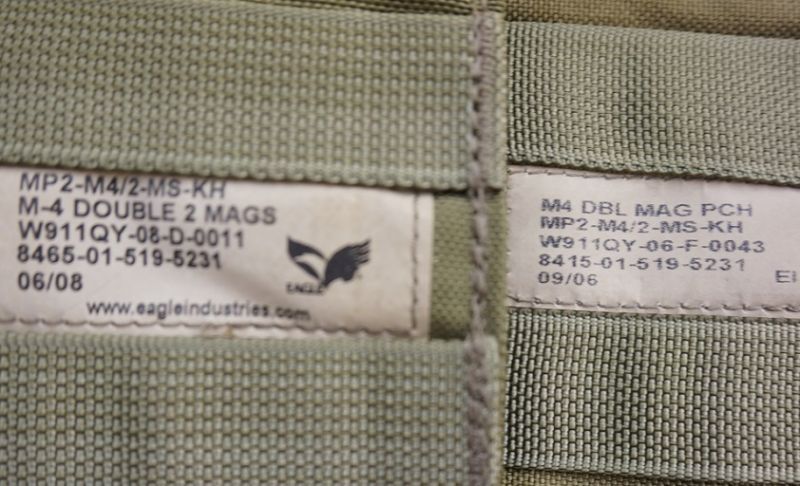 MP2-M4/2-MS-KH
M-4 DOUBLE 2 MAGS
W911QY-08-D-0011
8465-01-519-5231
06/08
EAGLE
www.eagleindustries.com
M4 DBL MAG PCH
MP2-M4/2-MS-KH
W911QY-06-F-0043
8415-01-519-5231
09/06
EI